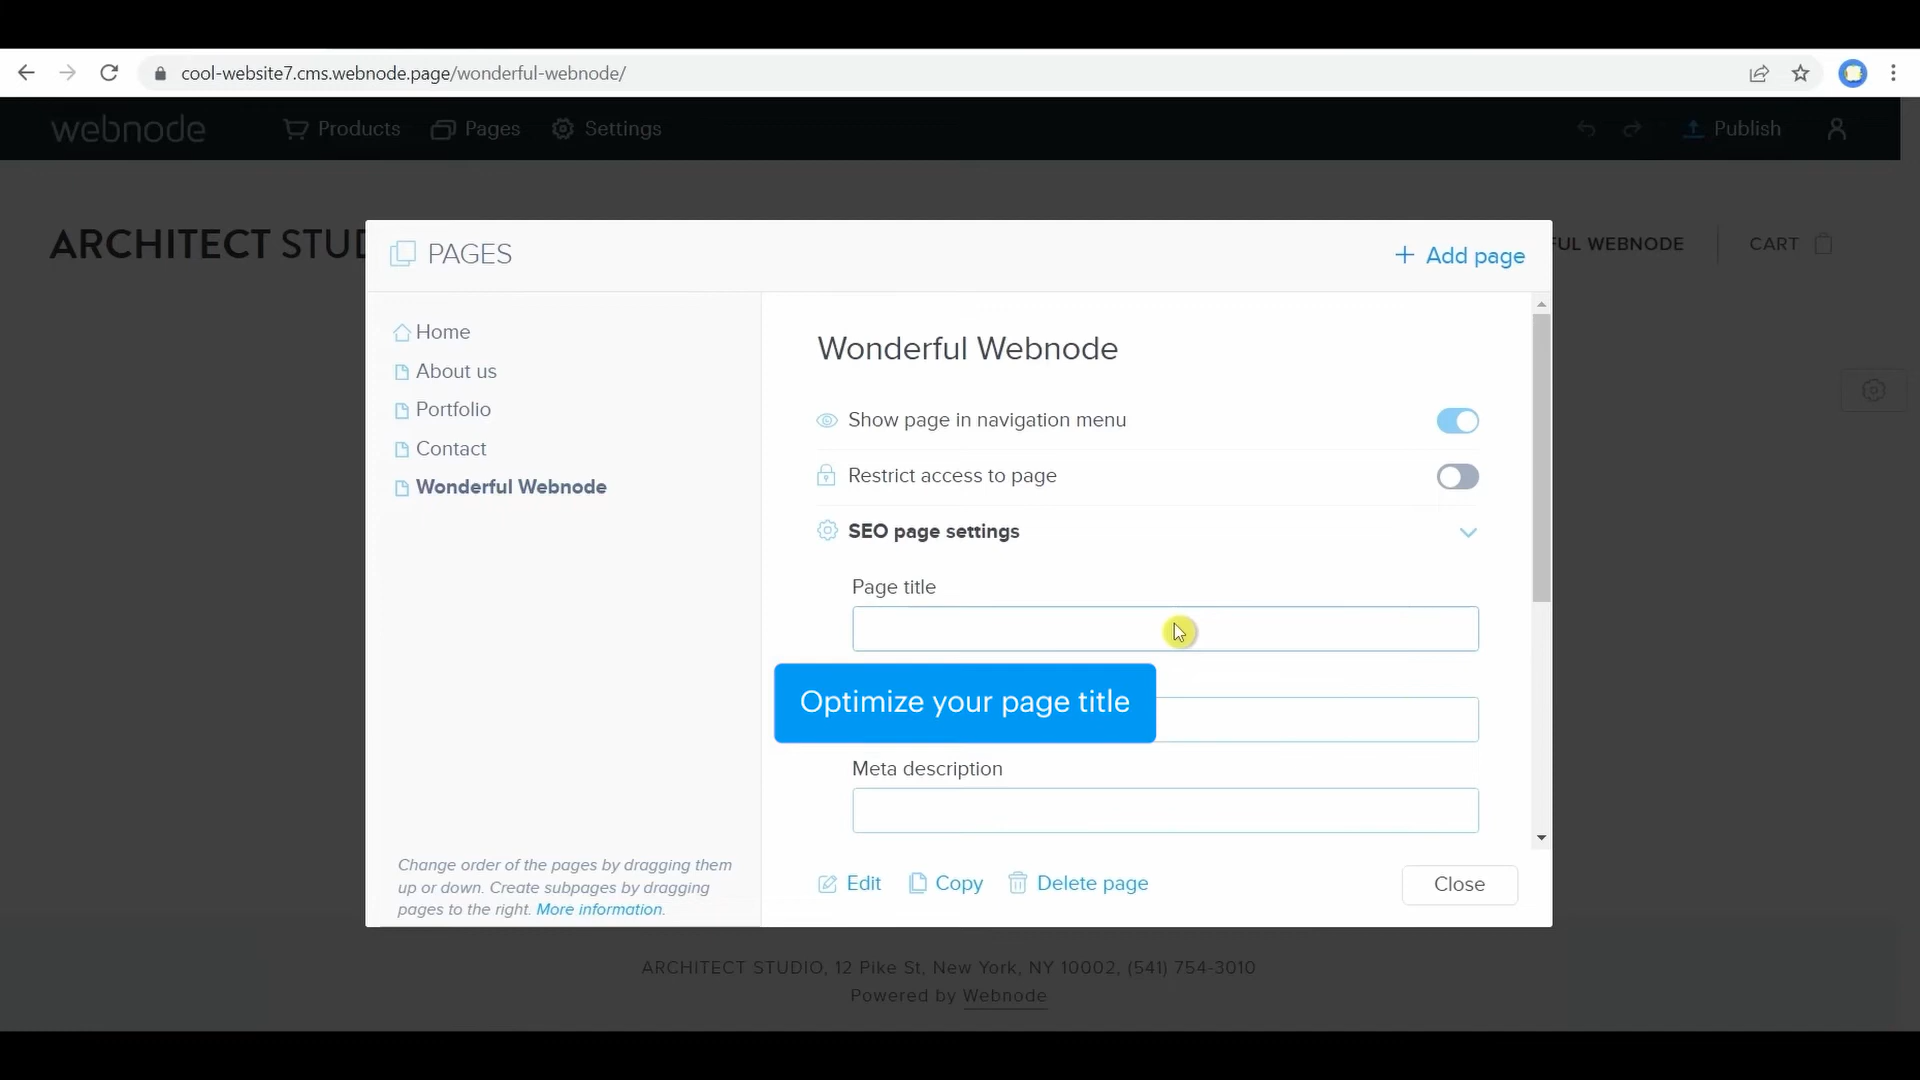 cool-website7.cms.webnode.page/wonderful-webnode/
webnode
Products
Pages
Settings
Publish
ARCHITECT STUD
PAGES
+ Add page
FUL WEBNODE
CART
Home
About us
Portfolio
Contact
Wonderful Webnode
Wonderful Webnode
Show page in navigation menu
Restrict access to page
SEO page settings
Page title
Optimize your page title
Meta description
Change order of the pages by dragging them
up or down. Create subpages by dragging
pages to the right. More information.
Edit
Copy
Delete page
Close
ARCHITECT STUDIO, 12 Pike St, New York, NY 10002, (541) 754-3010
Powered by Webnode